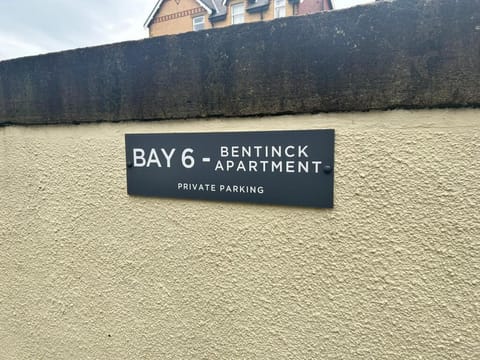 BAY 6 - BENTINCK
APARTMENT
PRIVATE PARKING